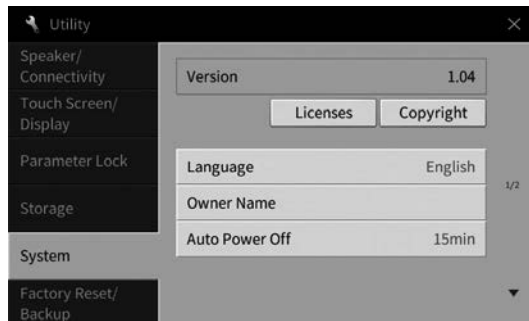 Utility
Speaker/
Connectivity
Touch Screen/
Display
Parameter Lock
Storage
System
Factory Reset/
Backup
Version 1.04
Licenses Copyright
Language English
Owner Name
Auto Power Off 15min
1/2